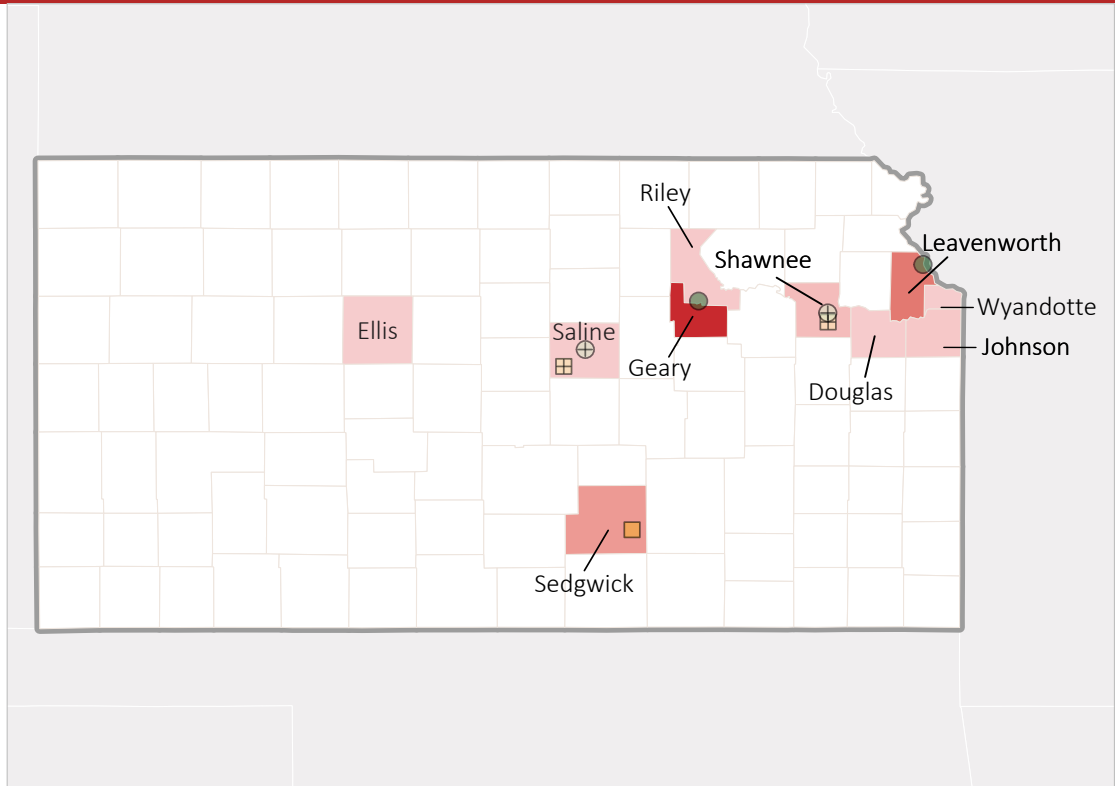 Riley
Leavenworth
Shawnee
Wyandotte
Ellis
Saline
Johnson
Geary
Douglas
Sedgwick